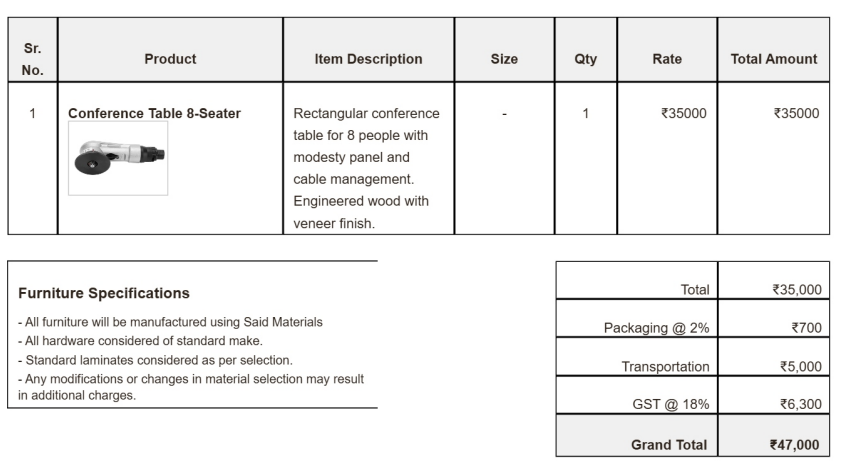 Sr. No. Product Item Description Size Qty Rate Total Amount
1 Conference Table 8-Seater Rectangular conference - 1 ₹35000 ₹35000
table for 8 people with
modesty panel and
cable management.
Engineered wood with
veneer finish.
Furniture Specifications
- All furniture will be manufactured using Said Materials
- All hardware considered of standard make.
- Standard laminates considered as per selection.
- Any modifications or changes in material selection may result
in additional charges.
Total ₹35,000
Packaging @ 2% ₹700
Transportation ₹5,000
GST @ 18% ₹6,300
Grand Total ₹47,000